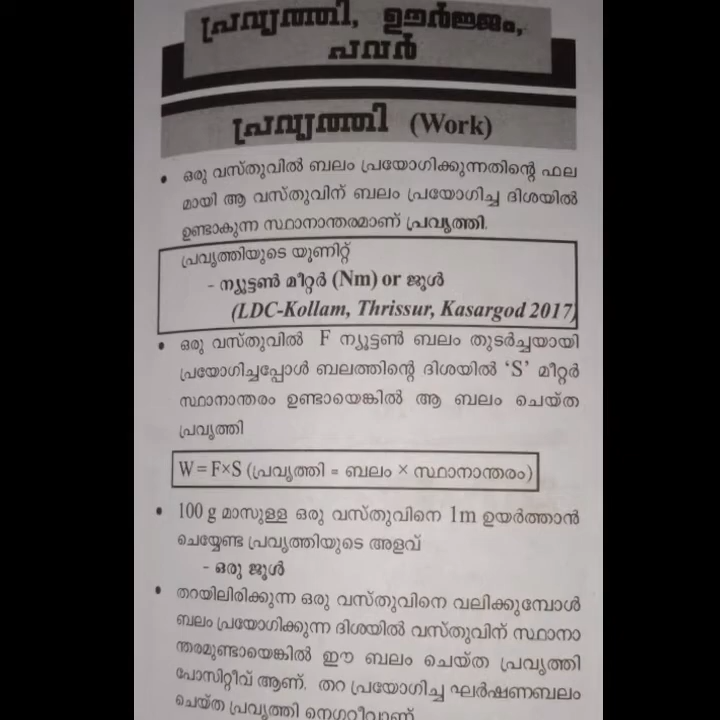 പ്രവൃത്തി, ഊർജ്ജം,
പവർ
പ്രവൃത്തി (Work)
• ഒരു വസ്തുവിൽ ബലം പ്രയോഗിക്കുന്നതിന്റെ ഫല
മായി ആ വസ്തുവിന് ബലം പ്രയോഗിച്ച ദിശയിൽ
ഉണ്ടാകുന്ന സ്ഥാനാന്തരമാണ് പ്രവൃത്തി.
പ്രവൃത്തിയുടെ യൂണിറ്റ്
- ന്യൂട്ടൺ മീറ്റർ (Nm) or ജൂൾ
(LDC-Kollam, Thrissur, Kasargod 2017)
• ഒരു വസ്തുവിൽ F ന്യൂട്ടൺ ബലം തുടർച്ചയായി
പ്രയോഗിച്ചപ്പോൾ ബലത്തിന്റെ ദിശയിൽ ‘S’ മീറ്റർ
സ്ഥാനാന്തരം ഉണ്ടായെങ്കിൽ ആ ബലം ചെയ്ത
പ്രവൃത്തി
W = F×S (പ്രവൃത്തി = ബലം × സ്ഥാനാന്തരം)
• 100 g മാസുള്ള ഒരു വസ്തുവിനെ 1m ഉയർത്താൻ
ചെയ്യേണ്ട പ്രവൃത്തിയുടെ അളവ്
- ഒരു ജൂൾ
• തറയിലിരിക്കുന്ന ഒരു വസ്തുവിനെ വലിക്കുമ്പോൾ
ബലം പ്രയോഗിക്കുന്ന ദിശയിൽ വസ്തുവിന് സ്ഥാനാ
ന്തരമുണ്ടായെങ്കിൽ ഈ ബലം ചെയ്ത പ്രവൃത്തി
പോസിറ്റീവ് ആണ്. തറ പ്രയോഗിച്ച ഘർഷണബലം
ചെയ്ത പ്രവൃത്തി നെഗറ്റീവാണ്